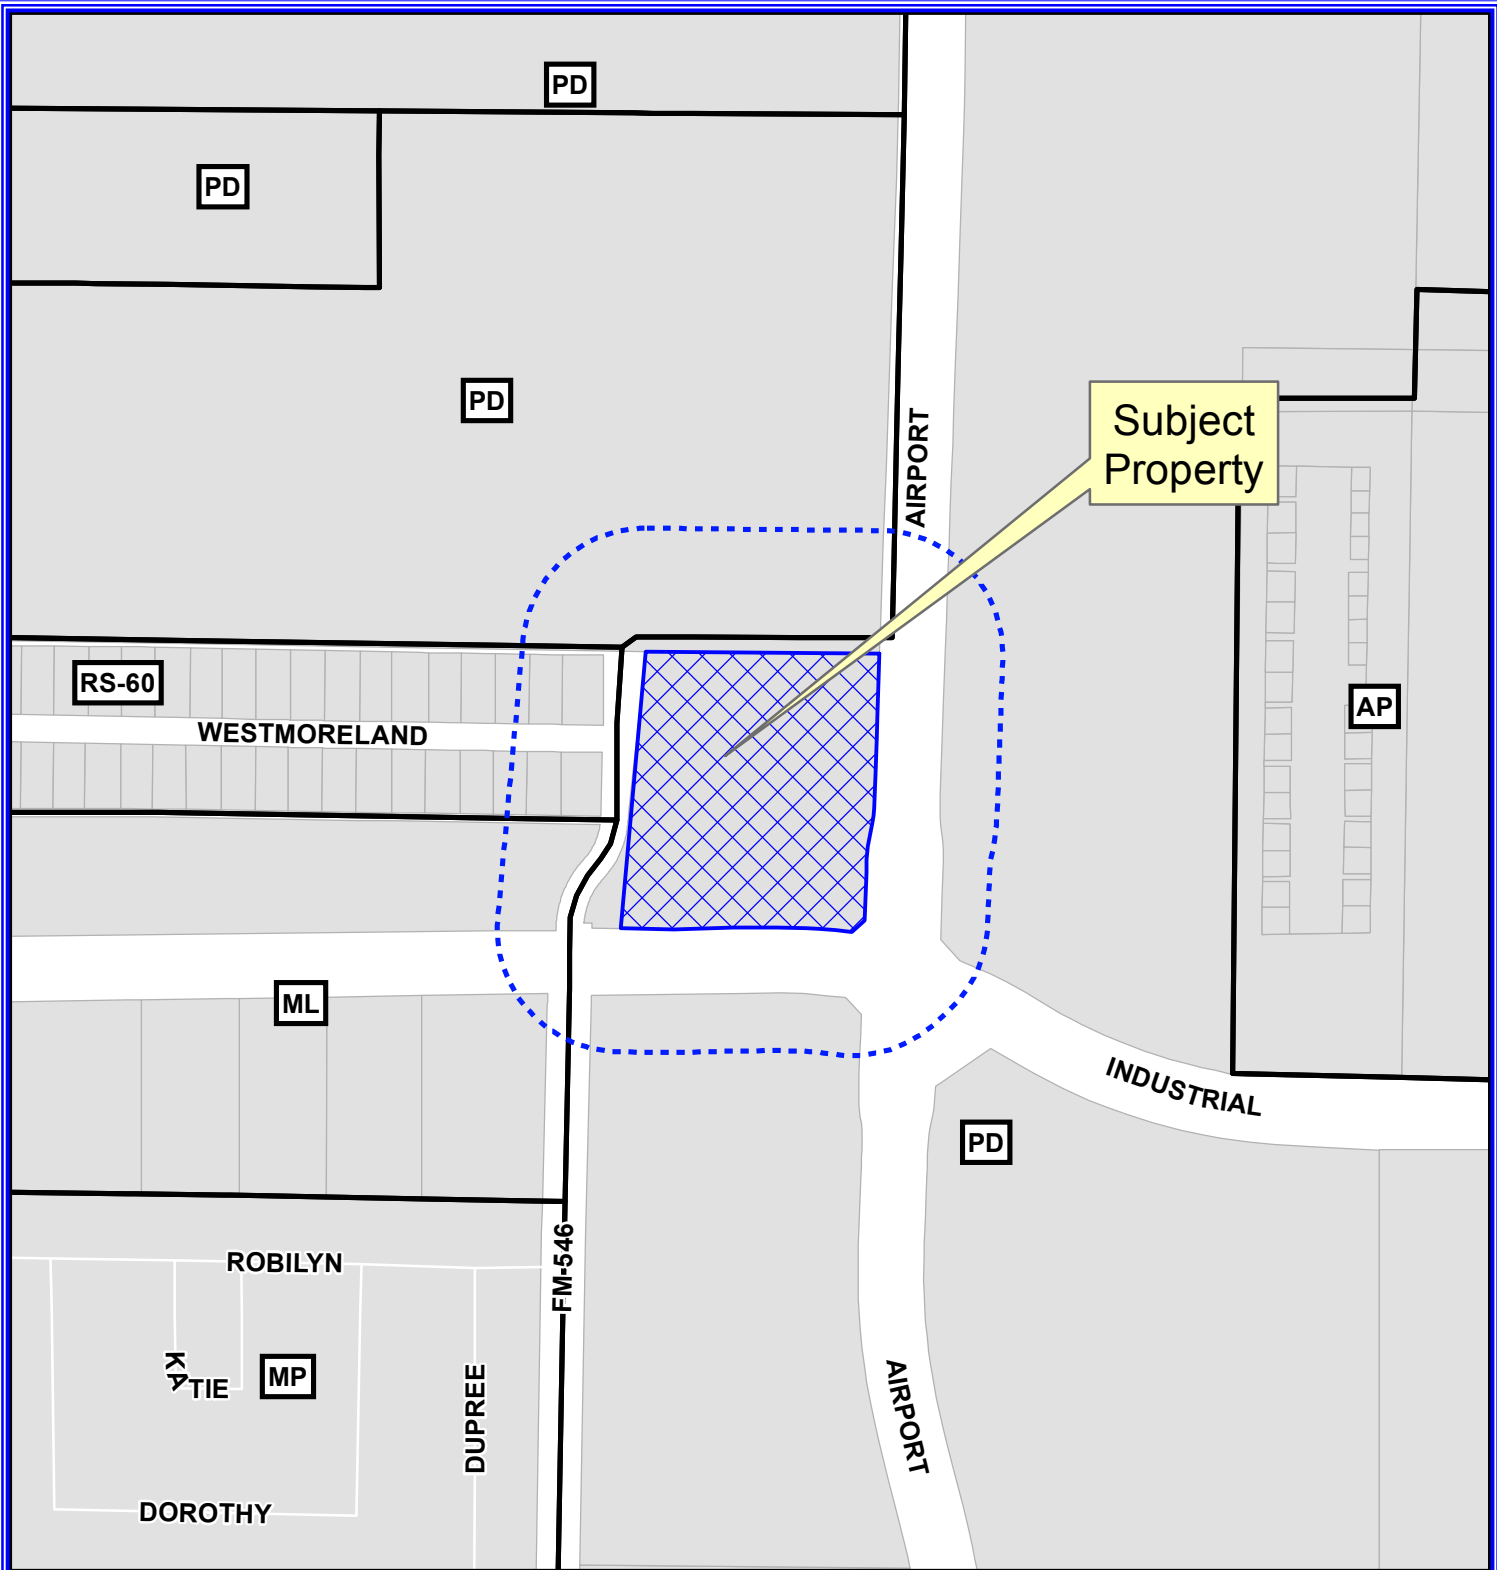 PD
PD
PD
AIRPORT
Subject
Property
RS-60
WESTMORELAND
AP
ML
INDUSTRIAL
PD
ROBILYN
FM-546
KATIE
MP
DUPREE
AIRPORT
DOROTHY